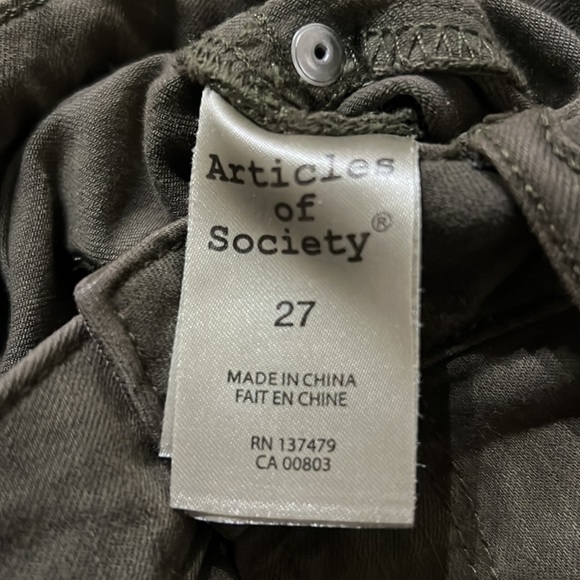 Articles
of
Society®
27
MADE IN CHINA
FAIT EN CHINE
RN 137479
CA 00803